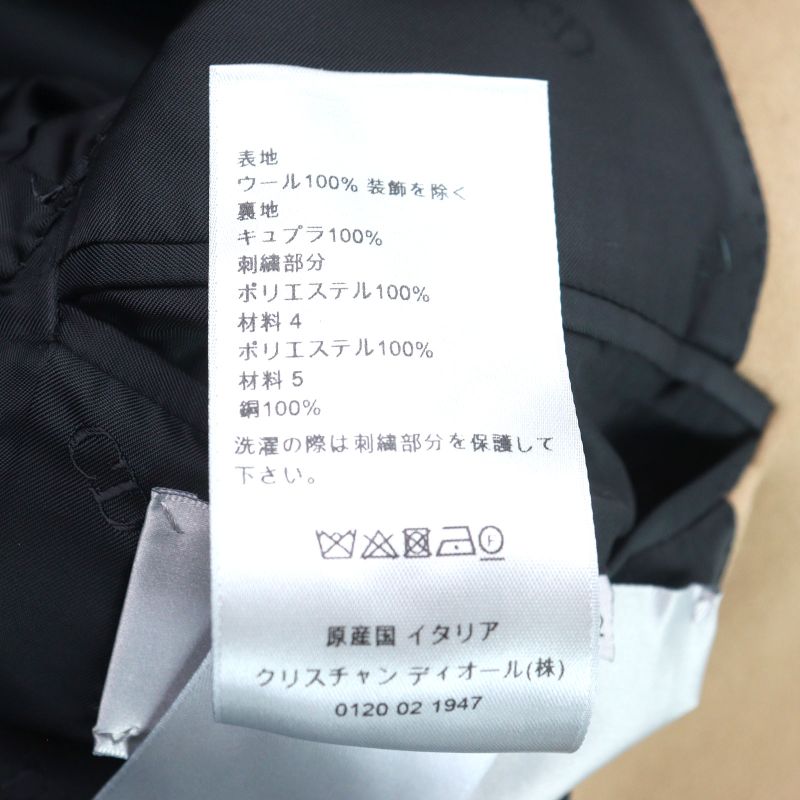 表地
ウール100% 装飾を除く
裏地
キュプラ100%
刺繍部分
ポリエステル100%
材料 4
ポリエステル100%
材料 5
銅100%
洗濯の際は刺繍部分を保護して
下さい。
原産国 イタリア
クリスチャン ディオール(株)
0120 02 1947